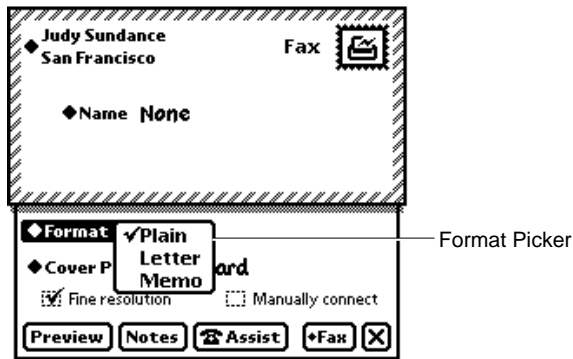 Judy Sundance
San Francisco
Fax
Name None
Format
Plain
Letter
Memo
Format Picker
Cover P ard
Fine resolution
Manually connect
Preview Notes Assist Fax X